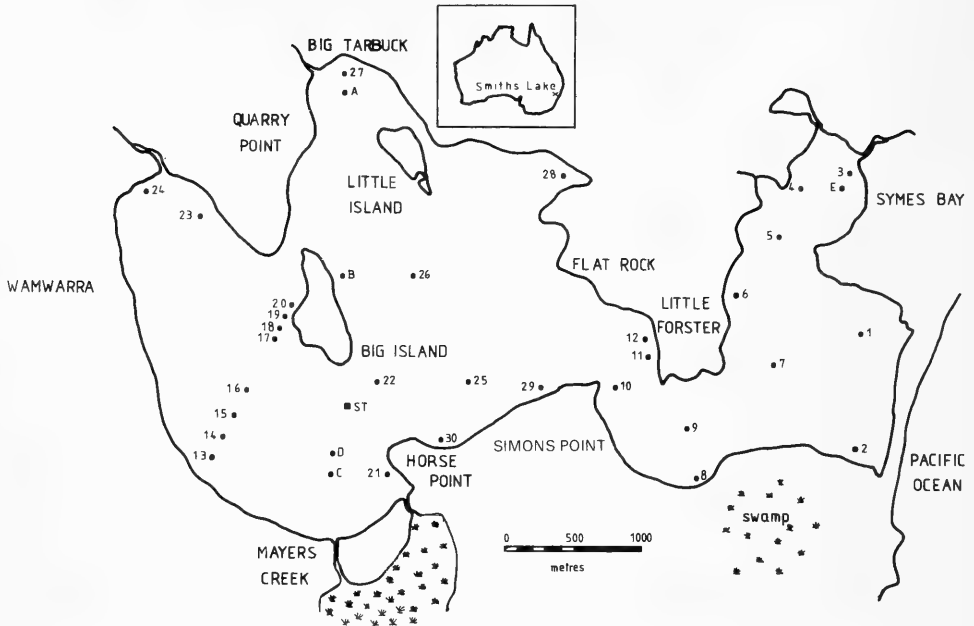 BIG TARBUCK
27
A
Smiths Lake
QUARRY
POINT
LITTLE
ISLAND
28
3
4
E
SYMES BAY
24
23
5
WAMWARRA
B
26
FLAT ROCK
6
LITTLE
FORSTER
20
19
18
17
12
1
11
BIG ISLAND
7
16
22
25
29
10
ST
15
14
9
13
D
30
SIMONS POINT
2
C
21
HORSE
POINT
8
PACIFIC
OCEAN
swamp
MAYERS
CREEK
0 500 1000
metres